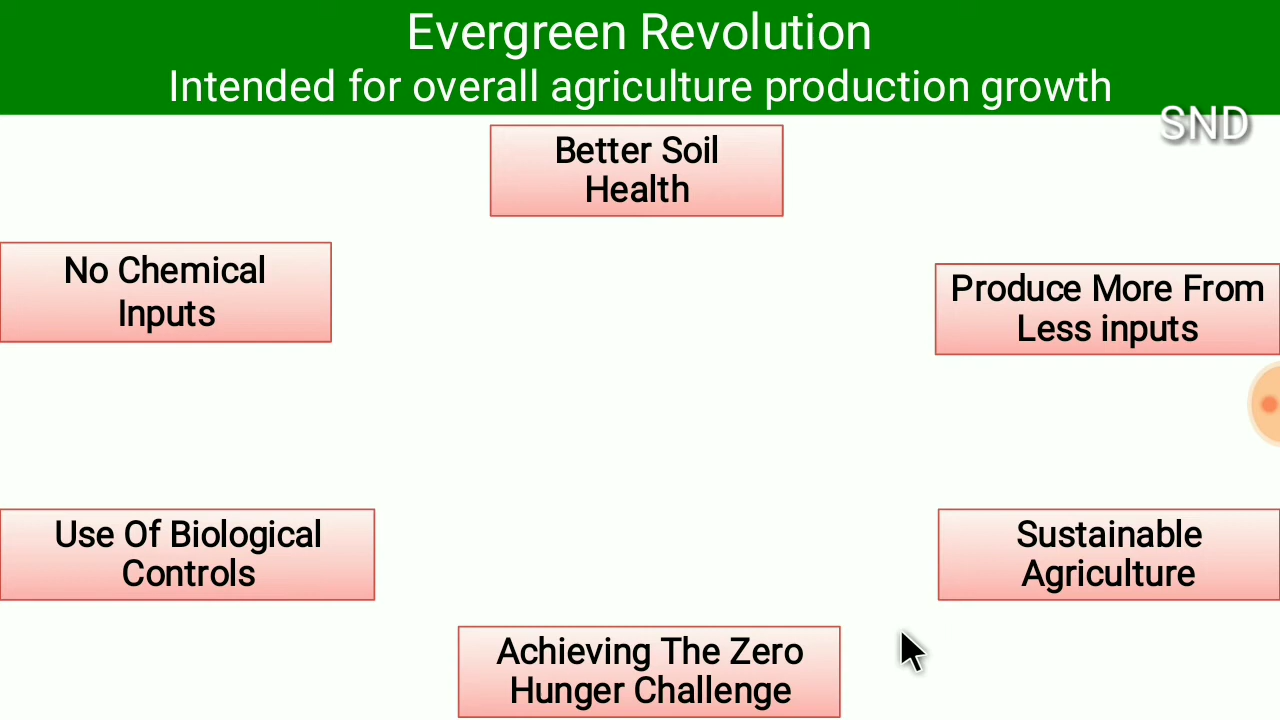 Evergreen Revolution
Intended for overall agriculture production growth
SND
Better Soil
Health
No Chemical
Inputs
Produce More From
Less inputs
Use Of Biological
Controls
Sustainable
Agriculture
Achieving The Zero
Hunger Challenge